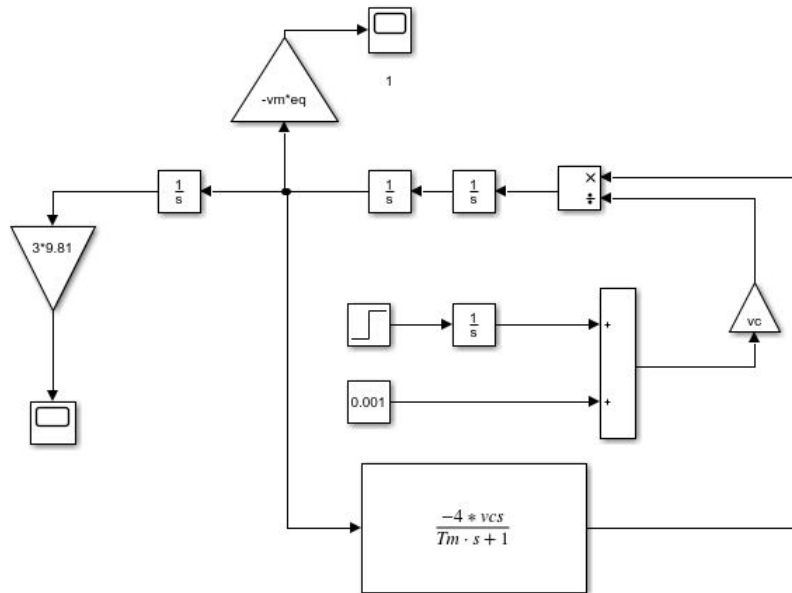 1
-vm*eq
1
s
1
s
1
s
×
÷
3*9.81
1
s
+
vc
0.001
+
−4 ∗ vcs
Tm · s + 1